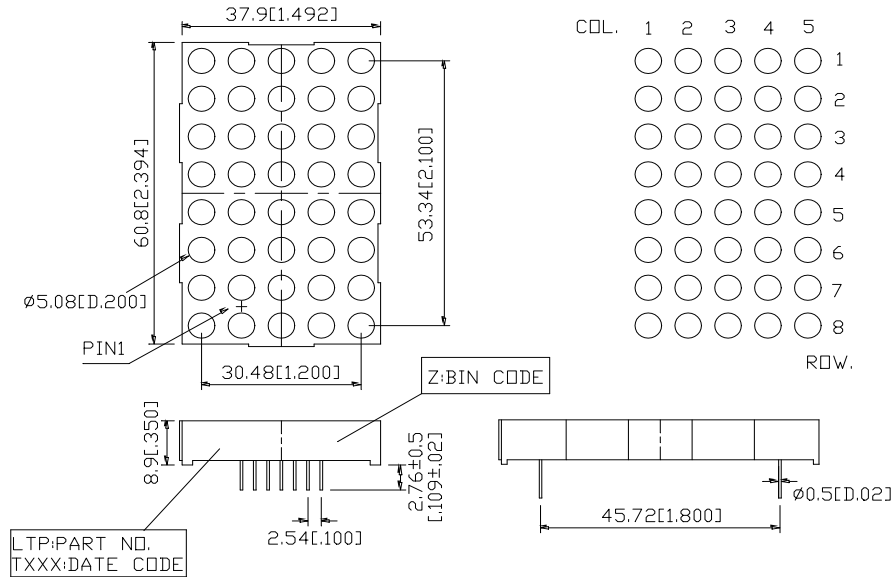 37.9[1.492]
COL. 1 2 3 4 5
1
2
3
4
5
6
7
8
ROW.
60.8[2.394]
53.34[2.100]
Ø5.08[D.200]
PIN1
30.48[1.200]
Z:BIN CODE
8.9[.350]
2.76±0.5
[.109±.02]
2.54[.100]
LTP:PART NO.
TXXX:DATE CODE
45.72[1.800]
Ø0.5[D.02]